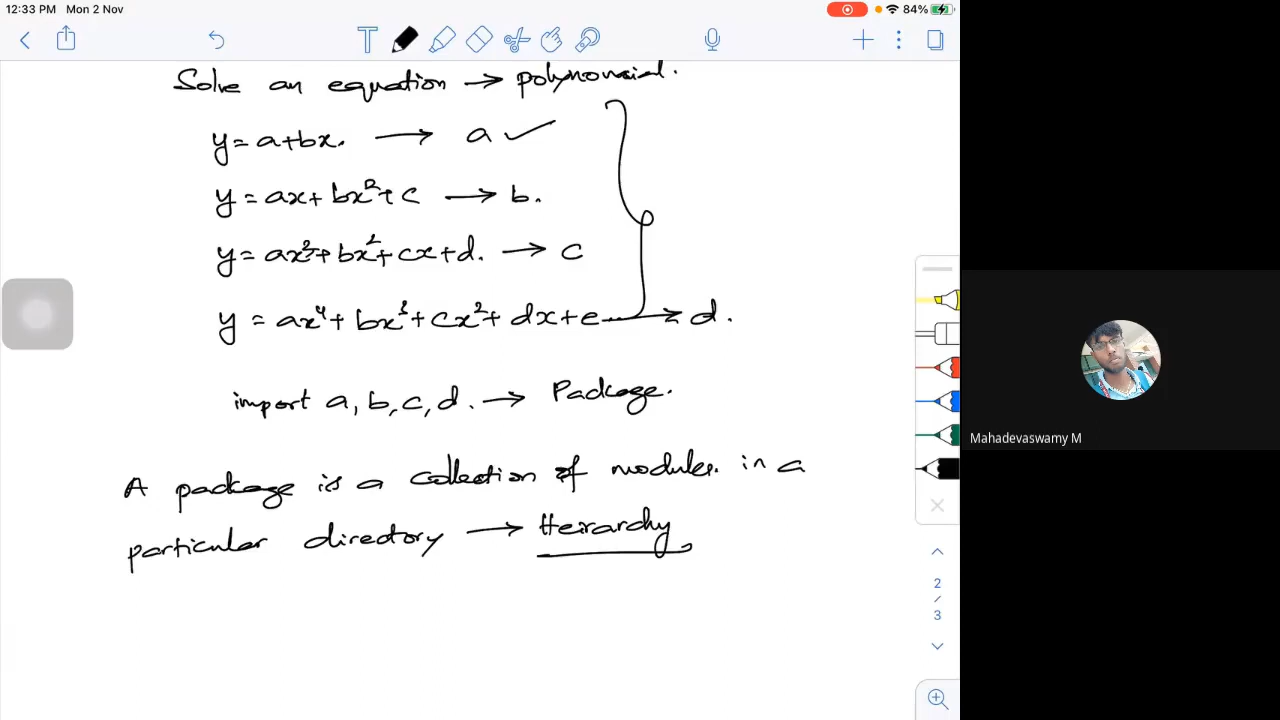 12:33 PM Mon 2 Nov
84%
Solve an equation → polynomial.
y = a+bx. → a ✓
y = ax + bx² + c → b.
y = ax³ + bx² + cx + d. → c
y = ax⁴ + bx³ + cx² + dx + e → d.
import a, b, c, d. → Package.
A package is a collection of modules. in a
particular directory → Heirarchy
2
/
3
Mahadevaswamy M